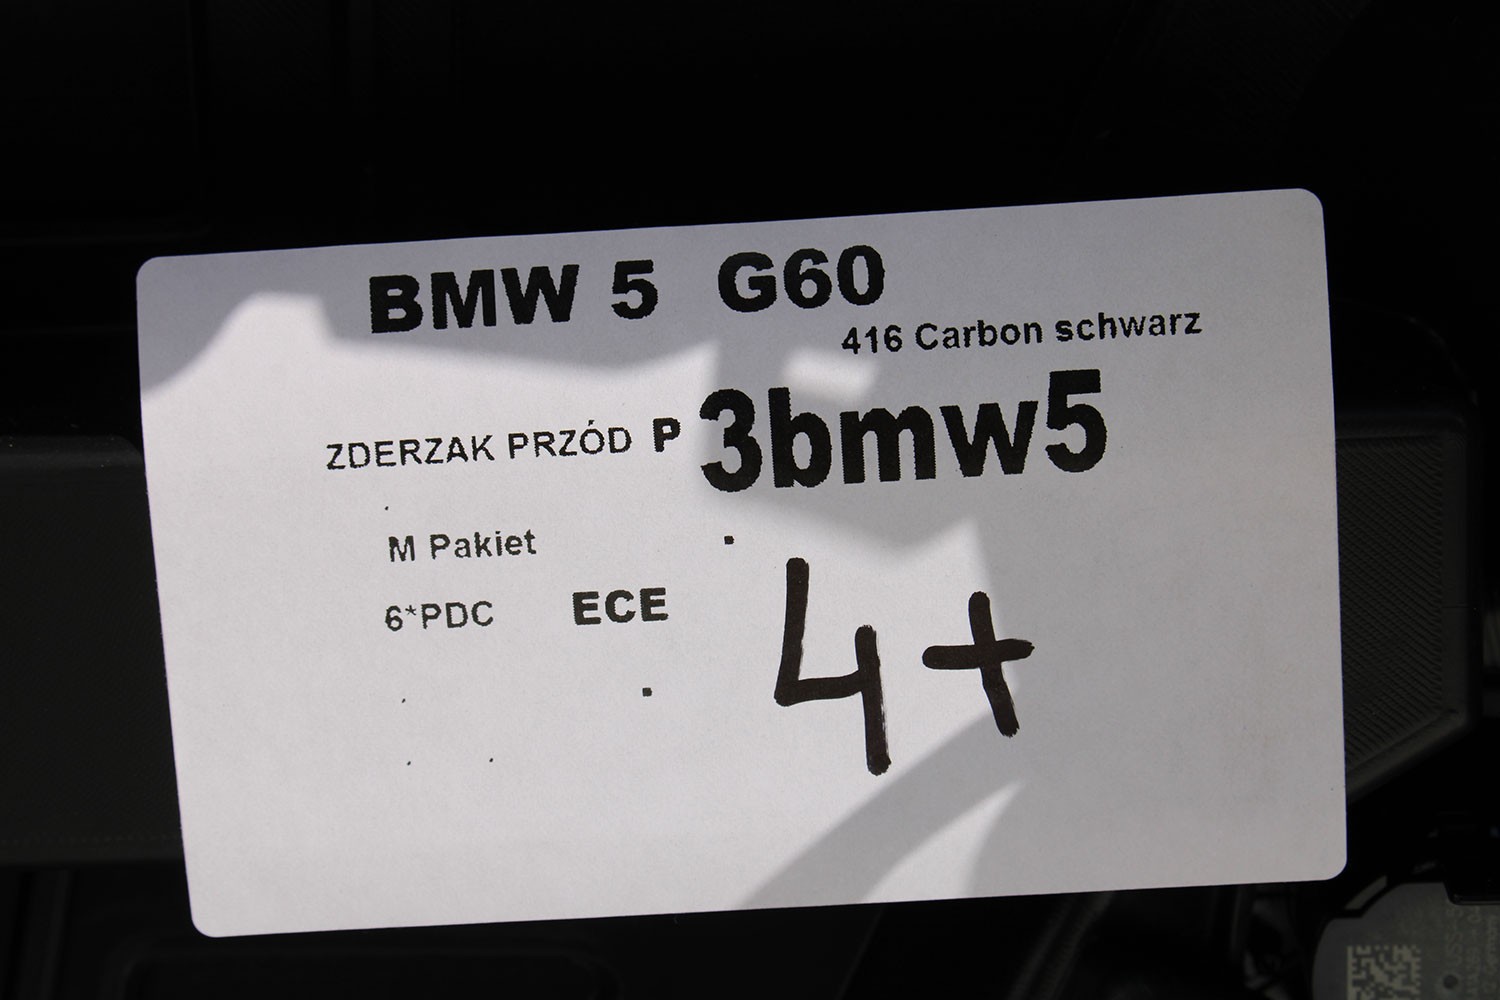 BMW 5 G60
416 Carbon schwarz
ZDERZAK PRZÓD P 3bmw5
M Pakiet
6*PDC ECE
4+